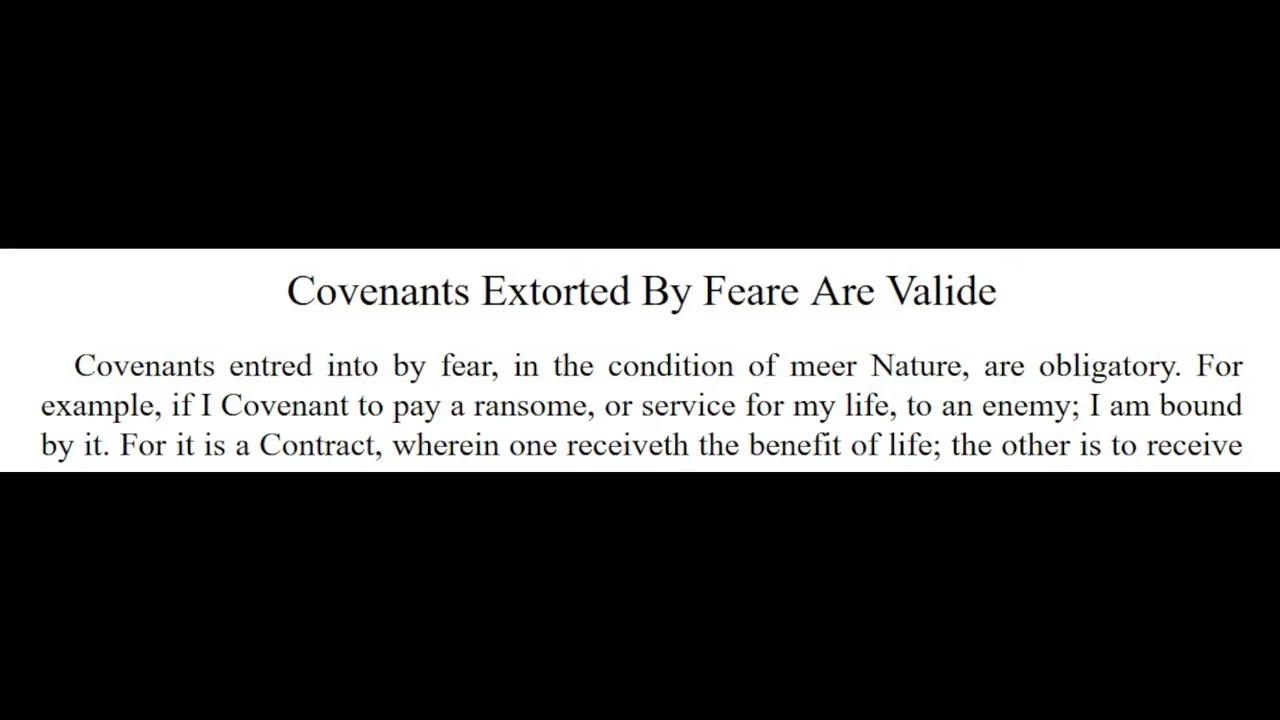 Covenants Extorted By Feare Are Valide
Covenants entred into by fear, in the condition of meer Nature, are obligatory. For
example, if I Covenant to pay a ransome, or service for my life, to an enemy; I am bound
by it. For it is a Contract, wherein one receiveth the benefit of life; the other is to receive